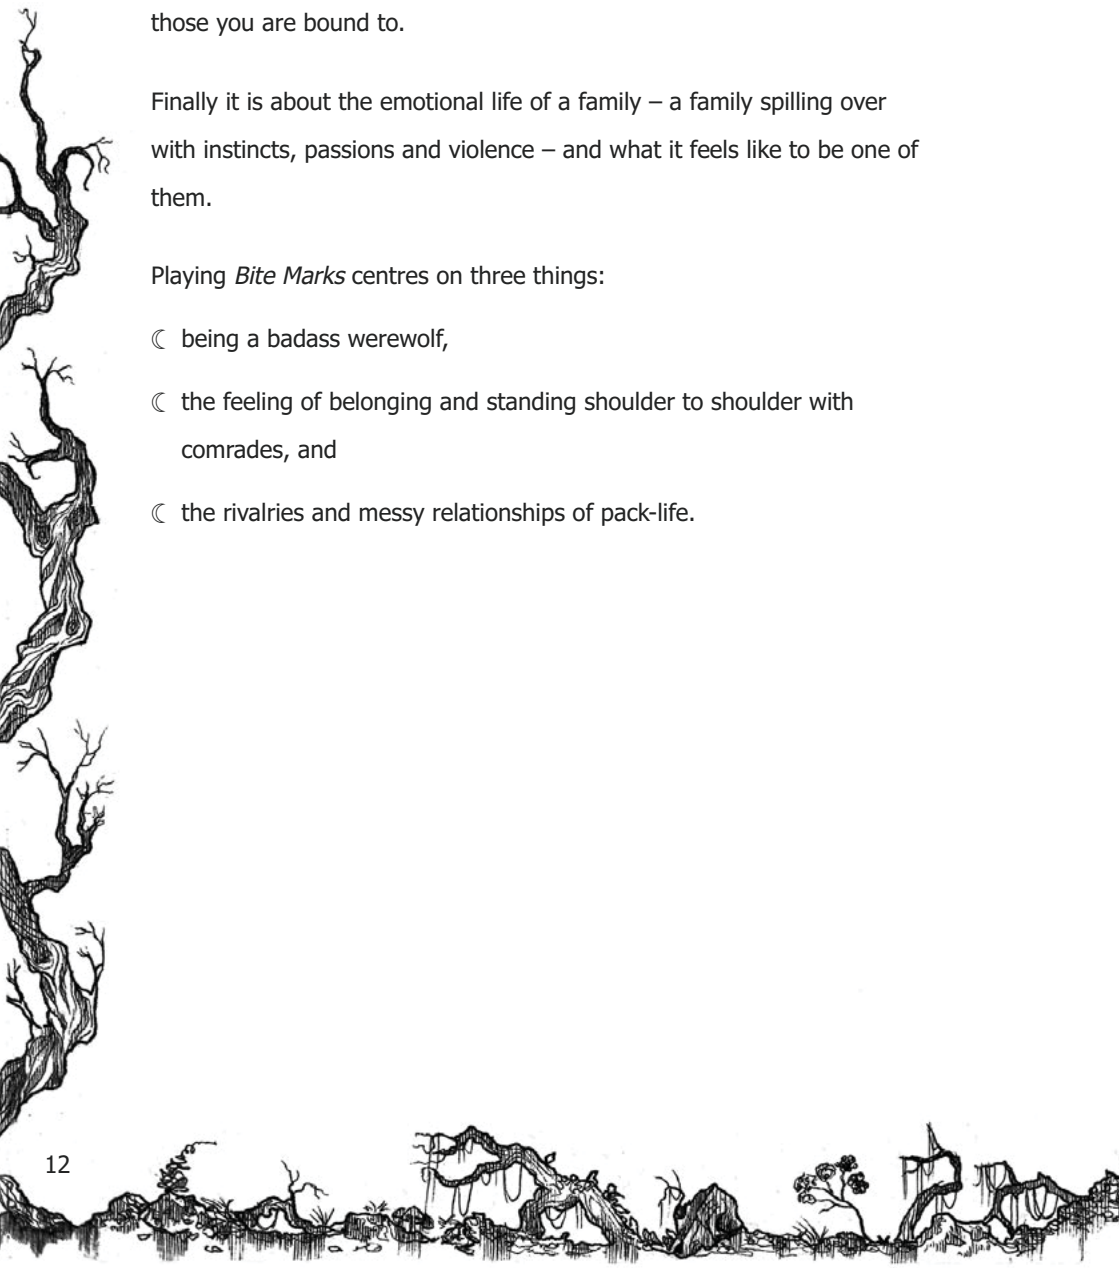 those you are bound to.
Finally it is about the emotional life of a family – a family spilling over
with instincts, passions and violence – and what it feels like to be one of
them.
Playing Bite Marks centres on three things:
☾ being a badass werewolf,
☾ the feeling of belonging and standing shoulder to shoulder with
comrades, and
☾ the rivalries and messy relationships of pack-life.
12